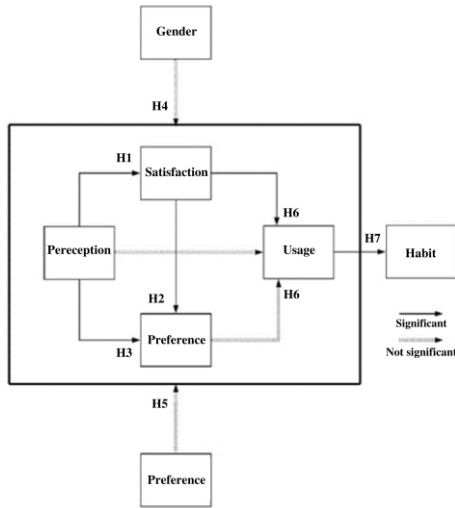 Gender
H4
H1
Satisfaction
H6
H7
Pereception
Usage
Habit
H6
H2
Preference
H3
Significant
Not significant
H5
Preference